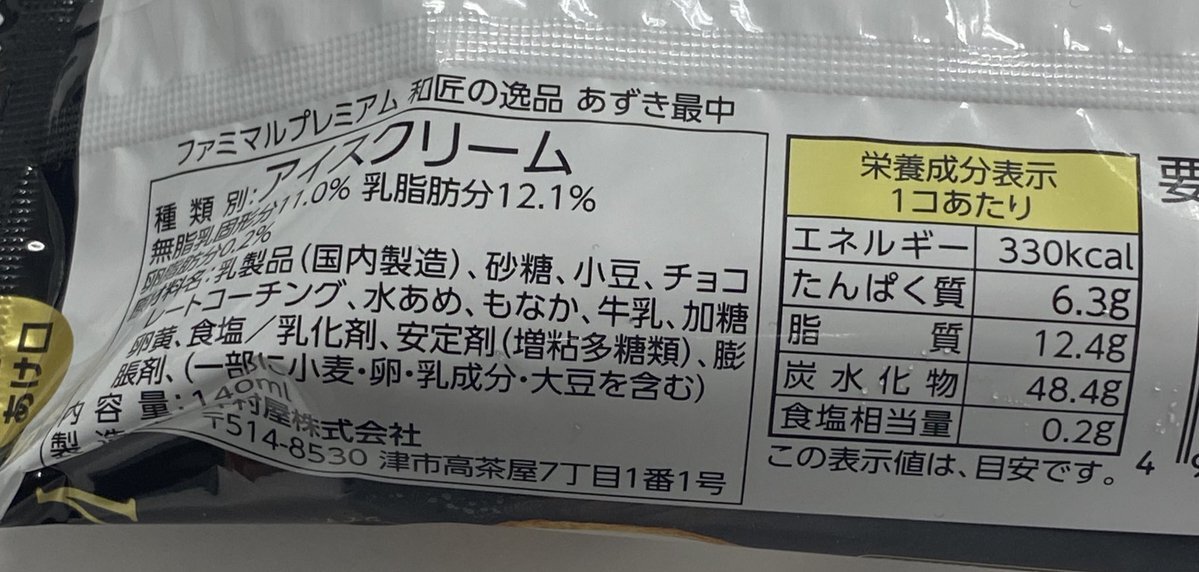 ファミマルプレミアム 和匠の逸品 あずき最中
種類別:アイスクリーム
無脂乳固形分11.0% 乳脂肪分12.1%
卵脂肪分0.2%
原材料名:乳製品(国内製造)、砂糖、小豆、チョコ
レートコーチング、水あめ、もなか、牛乳、加糖
卵黄、食塩/乳化剤、安定剤(増粘多糖類)、膨
脹剤、(一部に小麦・卵・乳成分・大豆を含む)
内容量:140ml
製造 村屋株式会社
〒514-8530 津市高茶屋7丁目1番1号
栄養成分表示
1コあたり
エネルギー 330kcal
たんぱく質 6.3g
脂質 12.4g
炭水化物 48.4g
食塩相当量 0.2g
この表示値は、目安です。
4
要